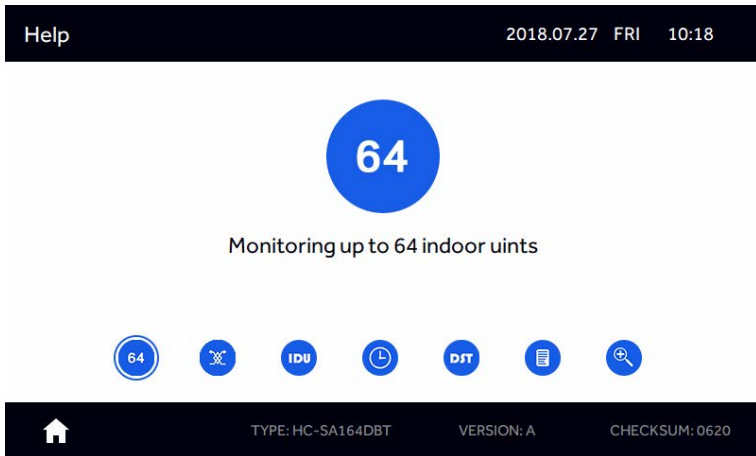 Help 2018.07.27 FRI 10:18
64
Monitoring up to 64 indoor uints
64 IDU DST
TYPE: HC-SA164DBT VERSION: A CHECKSUM: 0620